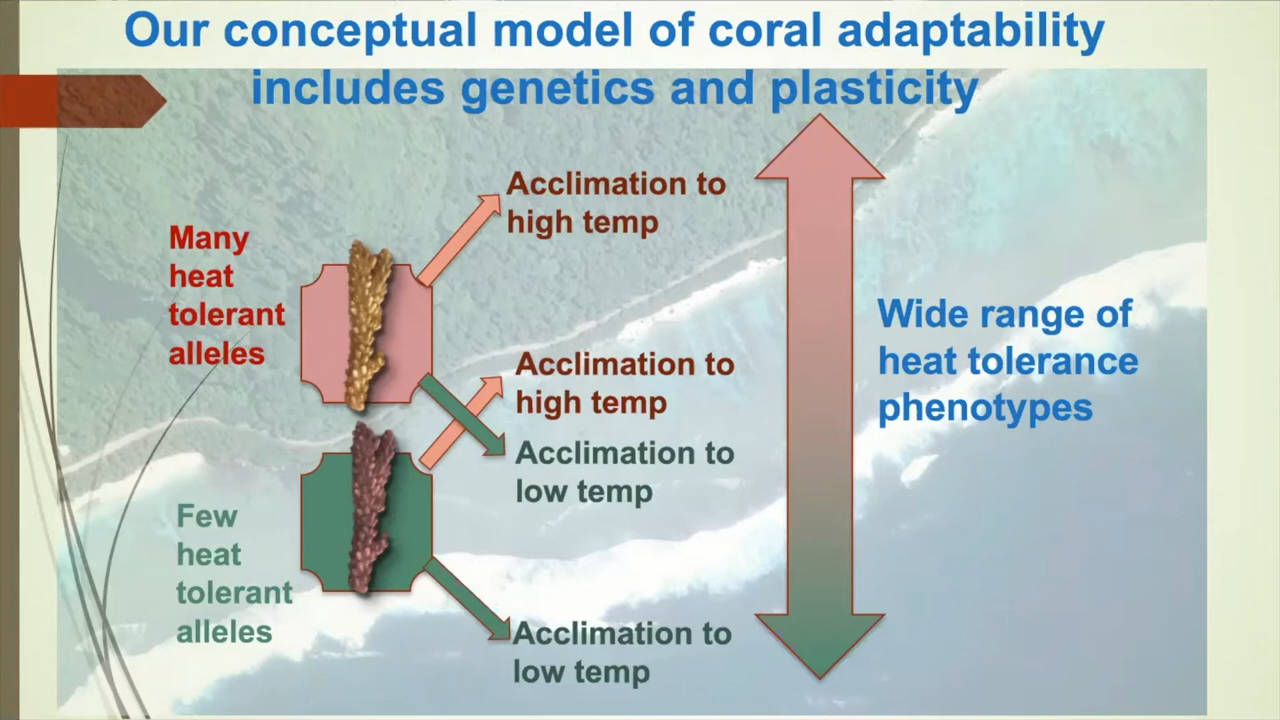 Our conceptual model of coral adaptability
includes genetics and plasticity
Many
heat
tolerant
alleles
Acclimation to
high temp
Acclimation to
high temp
Acclimation to
low temp
Few
heat
tolerant
alleles
Acclimation to
low temp
Wide range of
heat tolerance
phenotypes